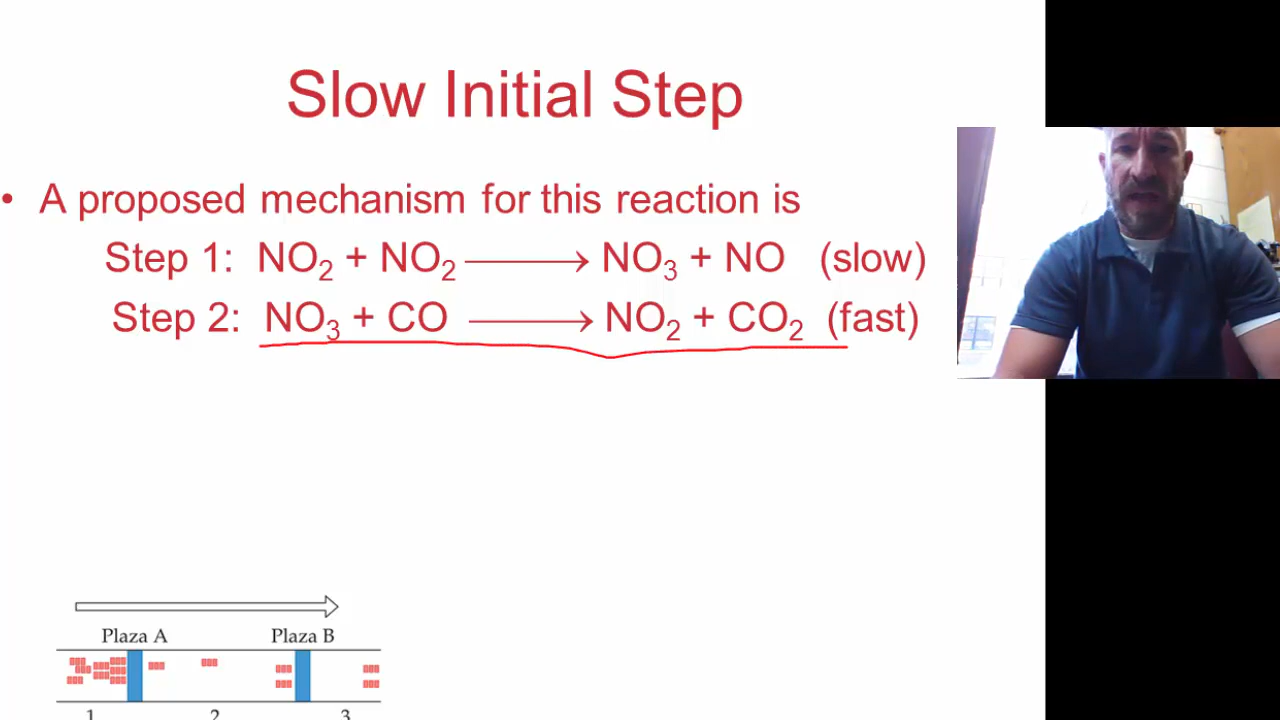 Slow Initial Step
• A proposed mechanism for this reaction is
Step 1: NO₂ + NO₂ ⟶ NO₃ + NO (slow)
Step 2: NO₃ + CO ⟶ NO₂ + CO₂ (fast)
Plaza A Plaza B
1 2 3